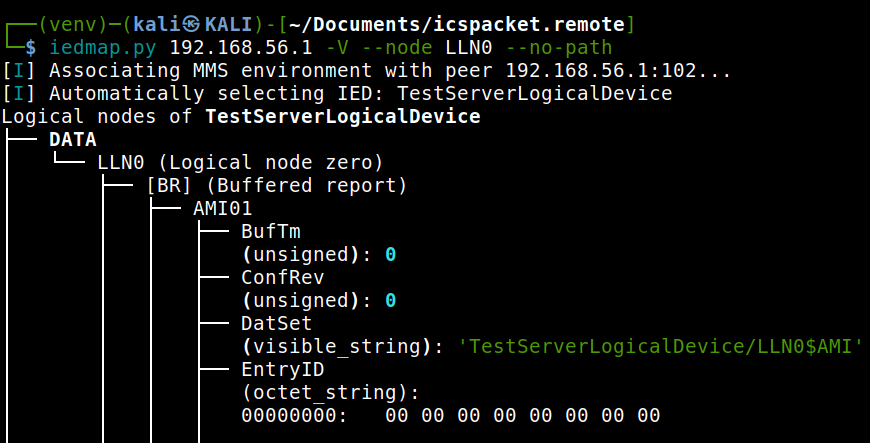 (venv)-(kali㉿KALI)-[~/Documents/icspacket.remote]
$ iedmap.py 192.168.56.1 -V --node LLN0 --no-path
[I] Associating MMS environment with peer 192.168.56.1:102...
[I] Automatically selecting IED: TestServerLogicalDevice
Logical nodes of TestServerLogicalDevice
DATA
LLN0 (Logical node zero)
[BR] (Buffered report)
AMI01
BufTm
(unsigned): 0
ConfRev
(unsigned): 0
DatSet
(visible_string): 'TestServerLogicalDevice/LLN0$AMI'
EntryID
(octet_string):
00000000:   00 00 00 00 00 00 00 00